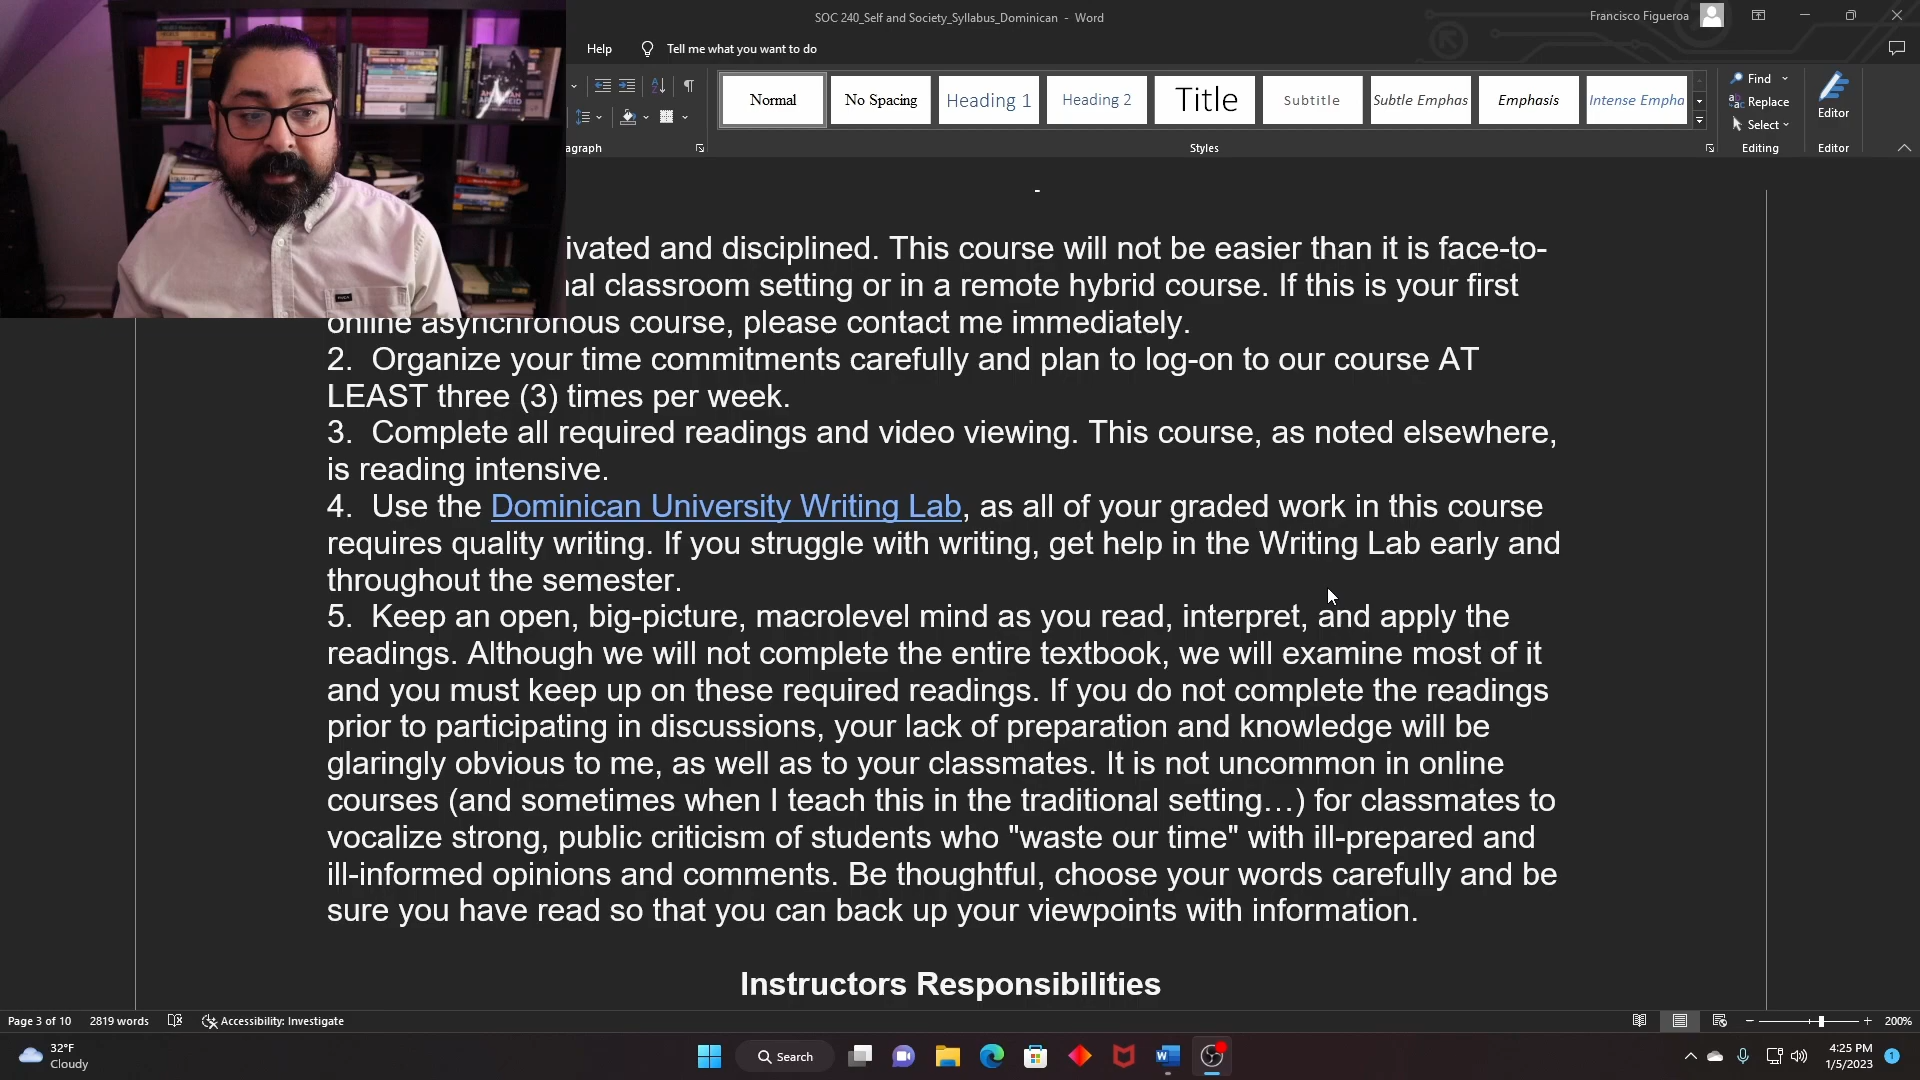 SOC 240_Self and Society_Syllabus_Dominican - Word
Francisco Figueroa
Help
Tell me what you want to do
Normal
No Spacing
Heading 1
Heading 2
Title
Subtitle
Subtle Emphas
Emphasis
Intense Empha
Find
Replace
Select
Editor
agraph
Styles
Editing
Editor
ivated and disciplined. This course will not be easier than it is face-to-
nal classroom setting or in a remote hybrid course. If this is your first
online asynchronous course, please contact me immediately.
2. Organize your time commitments carefully and plan to log-on to our course AT
LEAST three (3) times per week.
3. Complete all required readings and video viewing. This course, as noted elsewhere,
is reading intensive.
4. Use the Dominican University Writing Lab, as all of your graded work in this course
requires quality writing. If you struggle with writing, get help in the Writing Lab early and
throughout the semester.
5. Keep an open, big-picture, macrolevel mind as you read, interpret, and apply the
readings. Although we will not complete the entire textbook, we will examine most of it
and you must keep up on these required readings. If you do not complete the readings
prior to participating in discussions, your lack of preparation and knowledge will be
glaringly obvious to me, as well as to your classmates. It is not uncommon in online
courses (and sometimes when I teach this in the traditional setting…) for classmates to
vocalize strong, public criticism of students who "waste our time" with ill-prepared and
ill-informed opinions and comments. Be thoughtful, choose your words carefully and be
sure you have read so that you can back up your viewpoints with information.
Instructors Responsibilities
Page 3 of 10
2819 words
Accessibility: Investigate
200%
32°F
Cloudy
Search
4:25 PM
1/5/2023
1